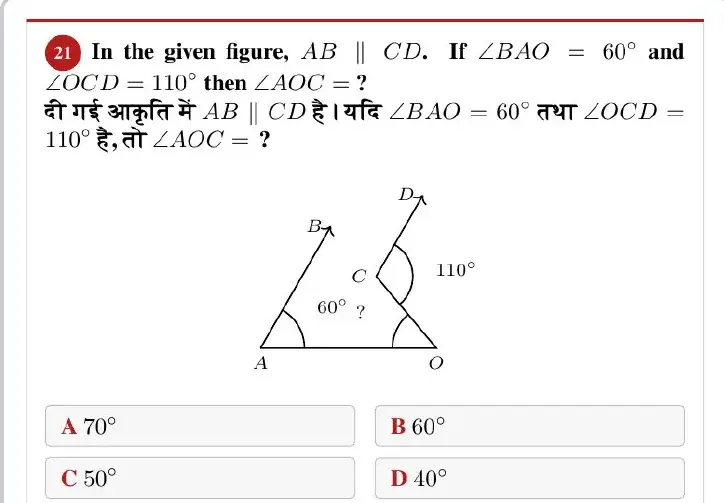 21 In the given figure, AB ∥ CD. If ∠BAO = 60° and
∠OCD = 110° then ∠AOC = ?
दी गई आकृति में AB ∥ CD है। यदि ∠BAO = 60° तथा ∠OCD =
110° है, तो ∠AOC = ?
D
B
C
110°
60° ?
A
O
A 70°
B 60°
C 50°
D 40°